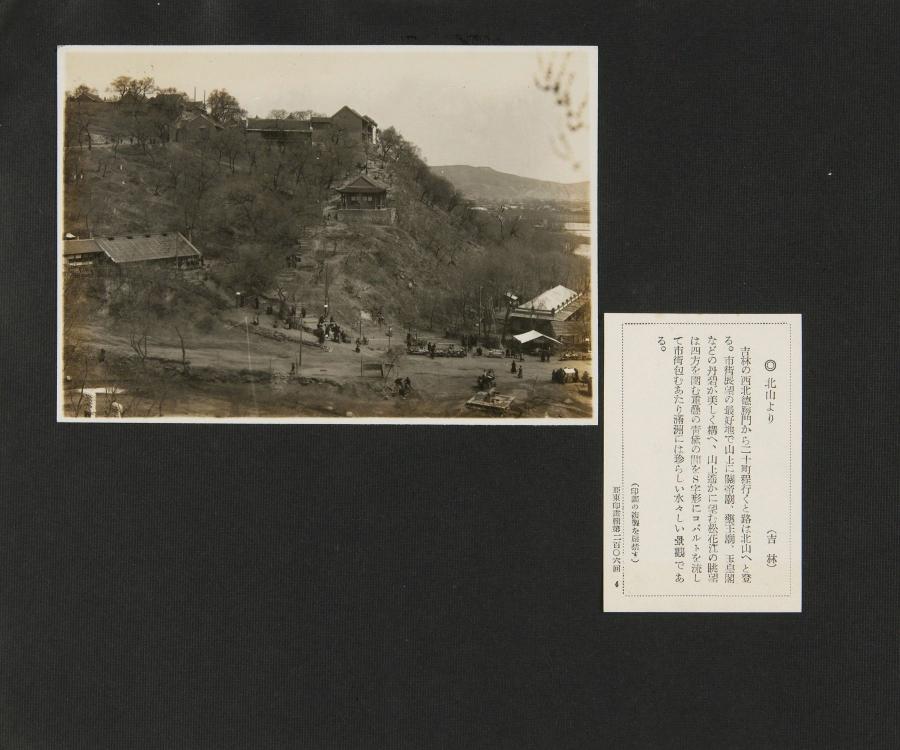 ◎北山より （吉林）
吉林の西北德勝門から二十町程行くと路は北山へと登
る。市街展望の最好地で山上に關帝廟、藥王廟、玉皇閣
などの丹碧が美しく構へ、山上遙かに望む松花江の眺望
は四方を圍む重疊の青黛の間をS字形にコバルトを流し
て市街包むあたり滿洲には珍らしい水々しい景觀であ
る。
（印畫の複製を嚴禁す）
亞東印畫輯第二百〇六回 4